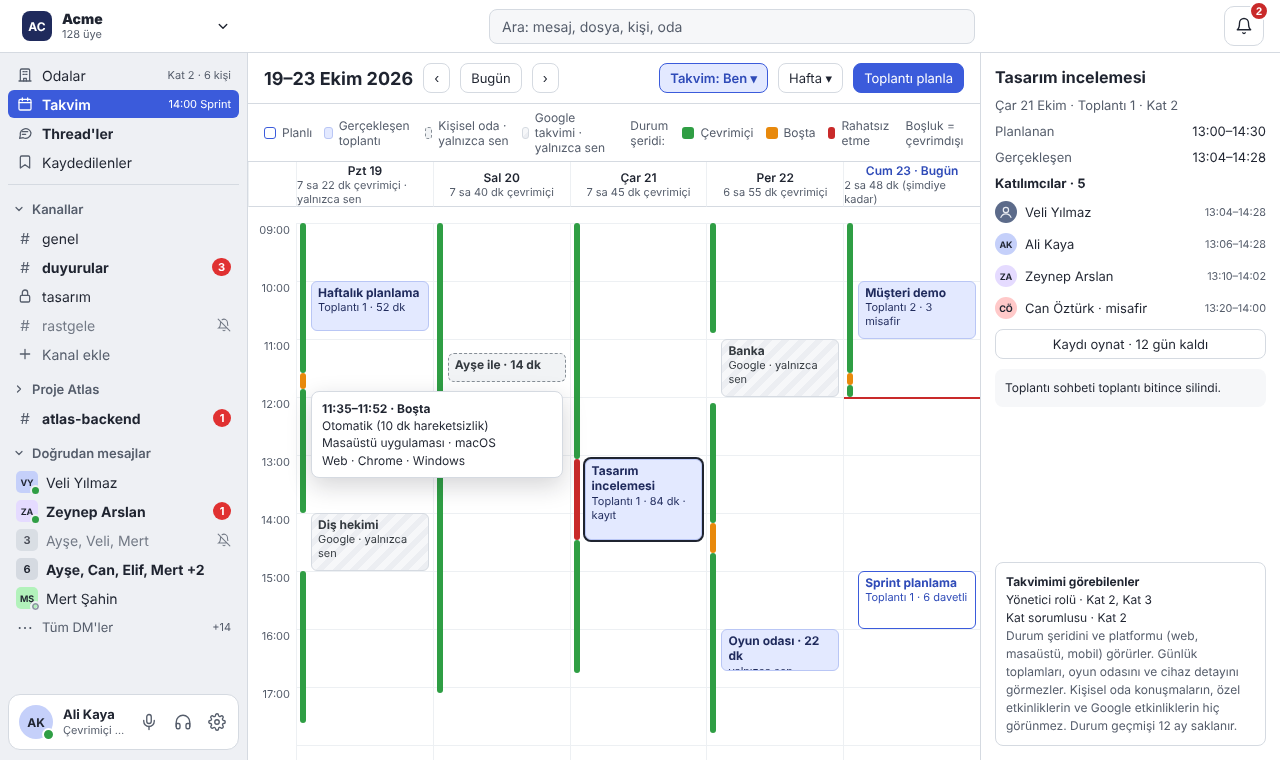 AC
Acme
128 üye
Ara: mesaj, dosya, kişi, oda
2
Odalar
Kat 2 · 6 kişi
Takvim
14:00 Sprint
Thread'ler
Kaydedilenler
Kanallar
# genel
# duyurular
3
tasarım
# rastgele
Kanal ekle
Proje Atlas
# atlas-backend
1
Doğrudan mesajlar
VY
Veli Yılmaz
ZA
Zeynep Arslan
1
3
Ayşe, Veli, Mert
6
Ayşe, Can, Elif, Mert +2
MŞ
Mert Şahin
Tüm DM'ler
+14
AK
Ali Kaya
Çevrimiçi ...
19–23 Ekim 2026
‹
Bugün
›
Takvim: Ben ▾
Hafta ▾
Toplantı planla
Planlı
Gerçekleşen
toplantı
Kişisel oda ·
yalnızca sen
Google
takvimi ·
yalnızca sen
Durum
şeridi:
Çevrimiçi
Boşta
Rahatsız
etme
Boşluk =
çevrimdışı
Pzt 19
7 sa 22 dk çevrimiçi ·
yalnızca sen
Sal 20
7 sa 40 dk çevrimiçi
Çar 21
7 sa 45 dk çevrimiçi
Per 22
6 sa 55 dk çevrimiçi
Cum 23 · Bugün
2 sa 48 dk (şimdiye
kadar)
09:00
10:00
11:00
12:00
13:00
14:00
15:00
16:00
17:00
Haftalık planlama
Toplantı 1 · 52 dk
11:35–11:52 · Boşta
Otomatik (10 dk hareketsizlik)
Masaüstü uygulaması · macOS
Web · Chrome · Windows
Diş hekimi
Google · yalnızca
sen
Ayşe ile · 14 dk
Tasarım
incelemesi
Toplantı 1 · 84 dk ·
kayıt
Banka
Google · yalnızca
sen
Oyun odası · 22
dk
yalnızca sen
Müşteri demo
Toplantı 2 · 3
misafir
Sprint planlama
Toplantı 1 · 6 davetli
Tasarım incelemesi
Çar 21 Ekim · Toplantı 1 · Kat 2
Planlanan
13:00–14:30
Gerçekleşen
13:04–14:28
Katılımcılar · 5
Veli Yılmaz
13:04–14:28
AK
Ali Kaya
13:06–14:28
ZA
Zeynep Arslan
13:10–14:02
CÖ
Can Öztürk · misafir
13:20–14:00
Kaydı oynat · 12 gün kaldı
Toplantı sohbeti toplantı bitince silindi.
Takvimimi görebilenler
Yönetici rolü · Kat 2, Kat 3
Kat sorumlusu · Kat 2
Durum şeridini ve platformu (web,
masaüstü, mobil) görürler. Günlük
toplamları, oyun odasını ve cihaz detayını
görmezler. Kişisel oda konuşmaların, özel
etkinliklerin ve Google etkinliklerin hiç
görünmez. Durum geçmişi 12 ay saklanır.